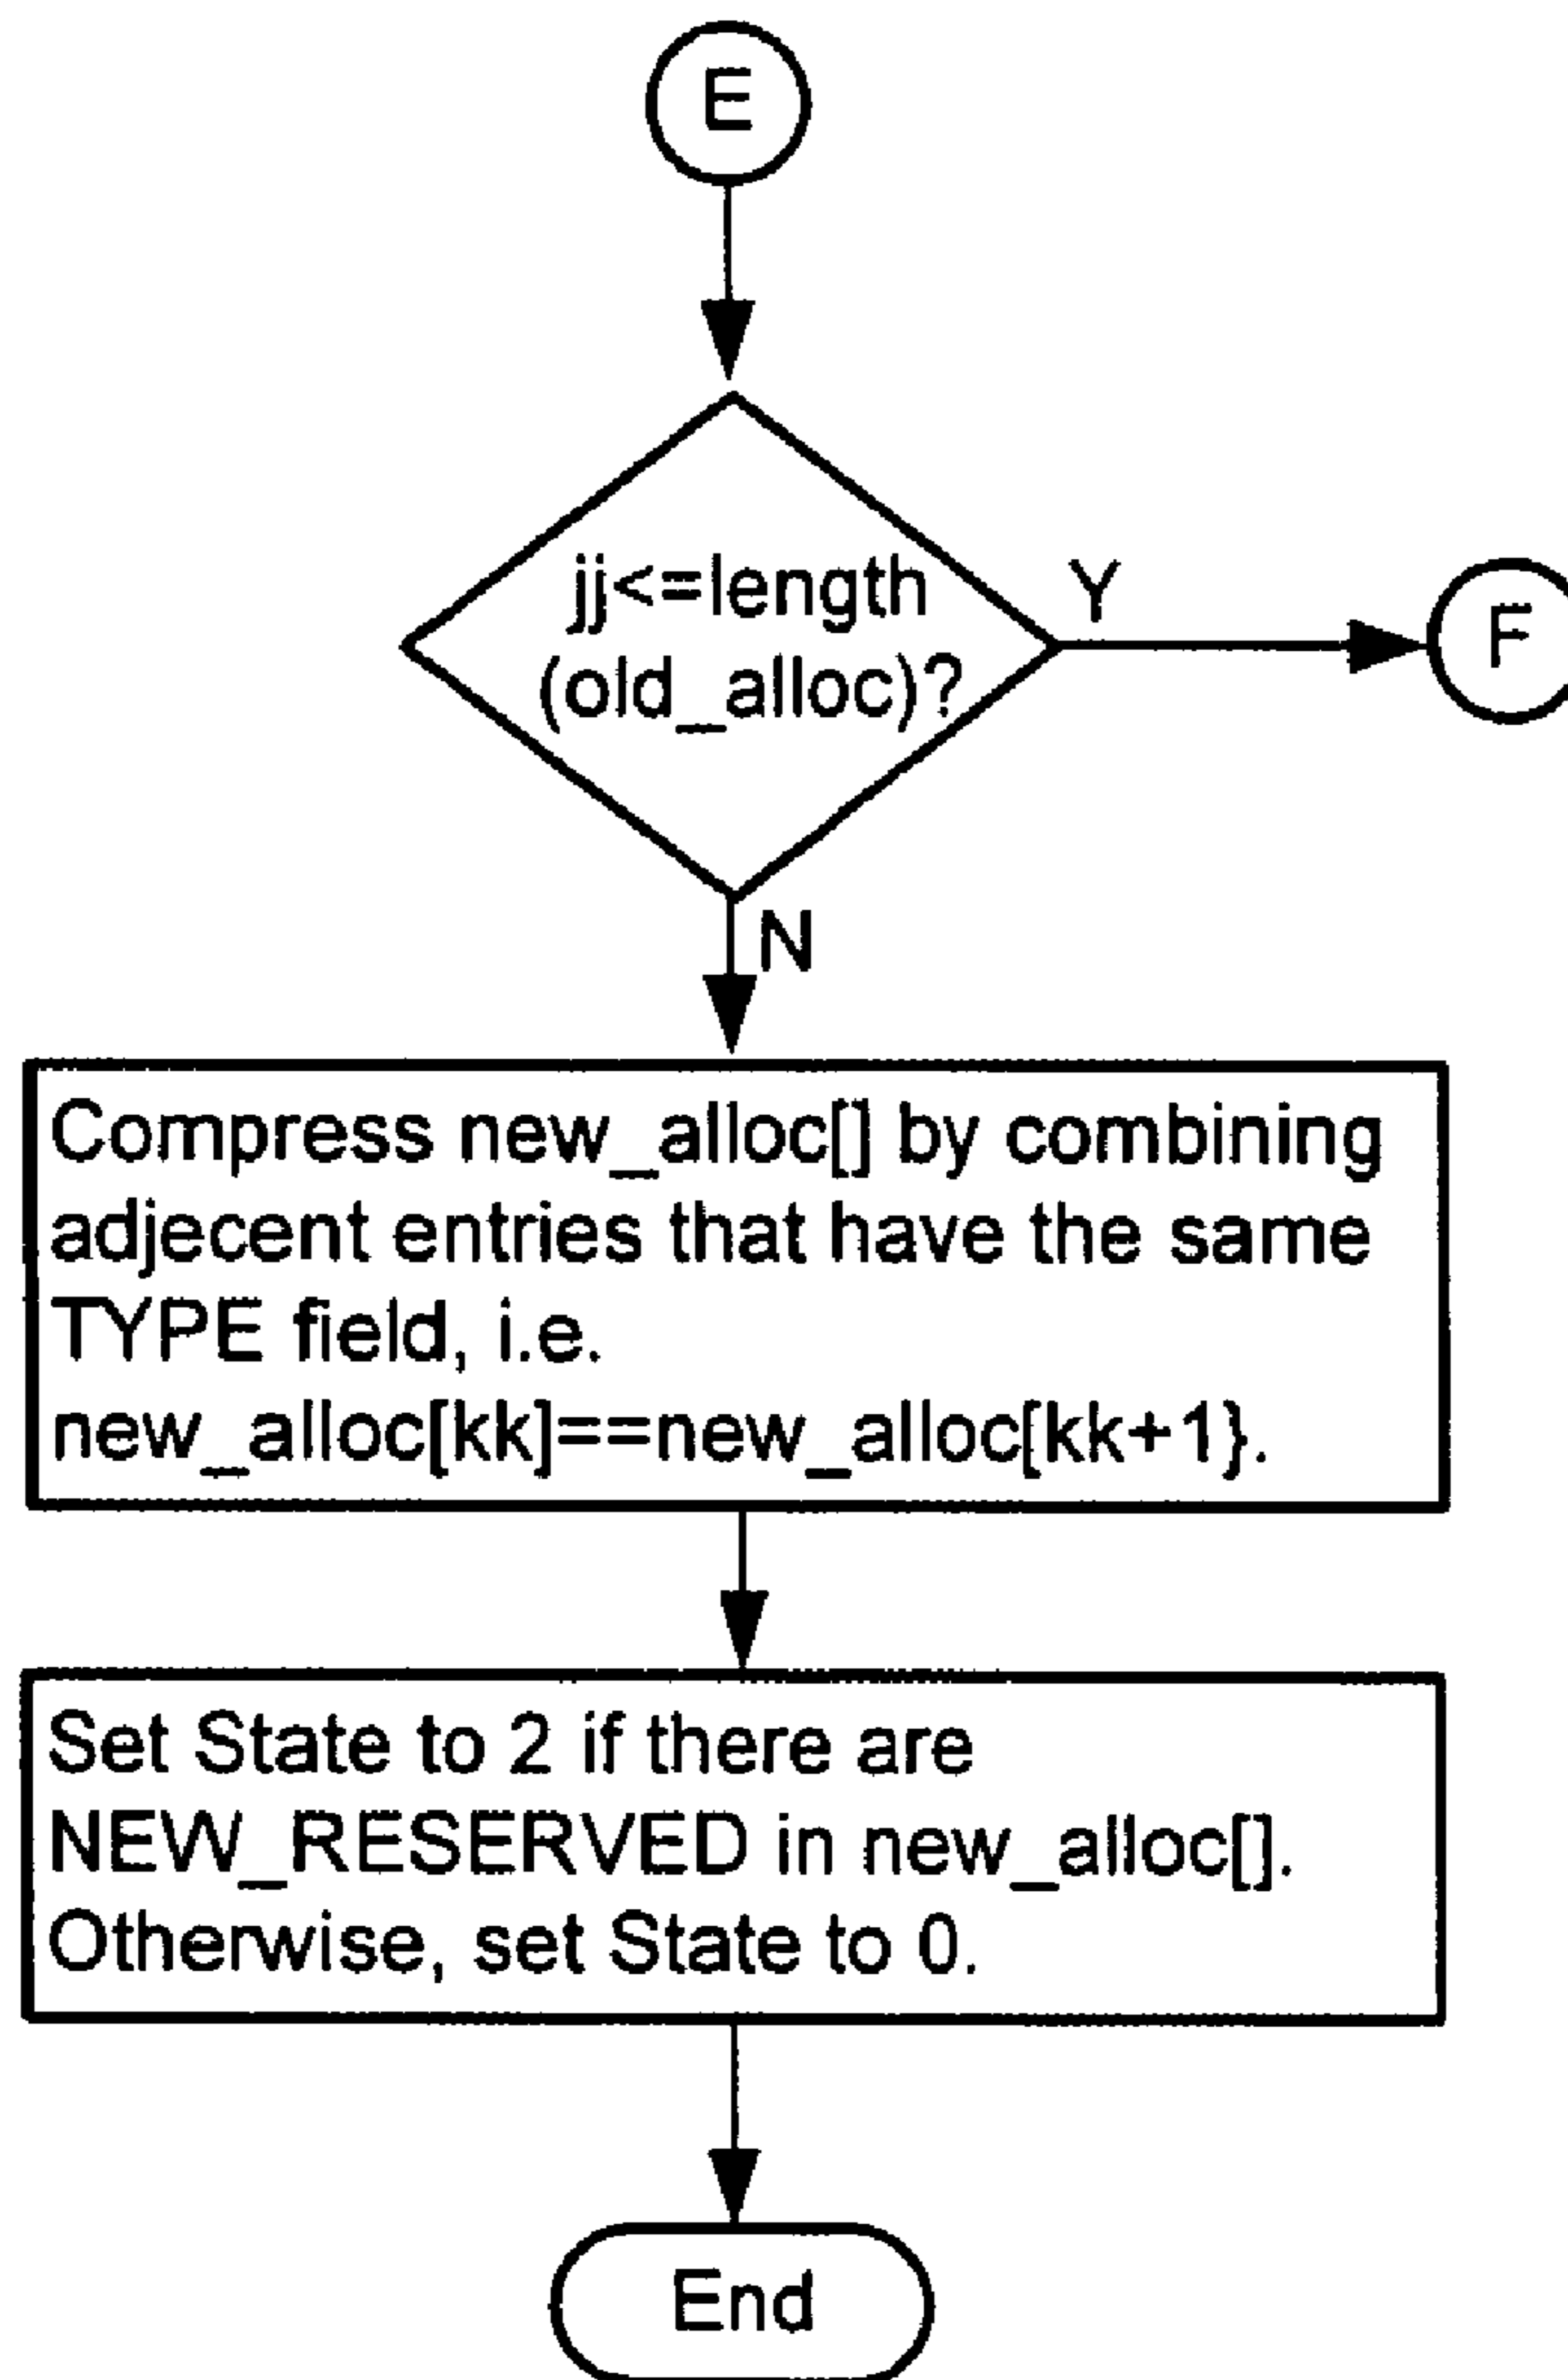 E
jj<=length
(old_alloc)?
Y
F
N
Compress new_alloc[] by combining
adjecent entries that have the same
TYPE field, i.e.
new_alloc[kk]==new_alloc[kk+1}.
Set State to 2 if there are
NEW_RESERVED in new_alloc[].
Otherwise, set State to 0.
End